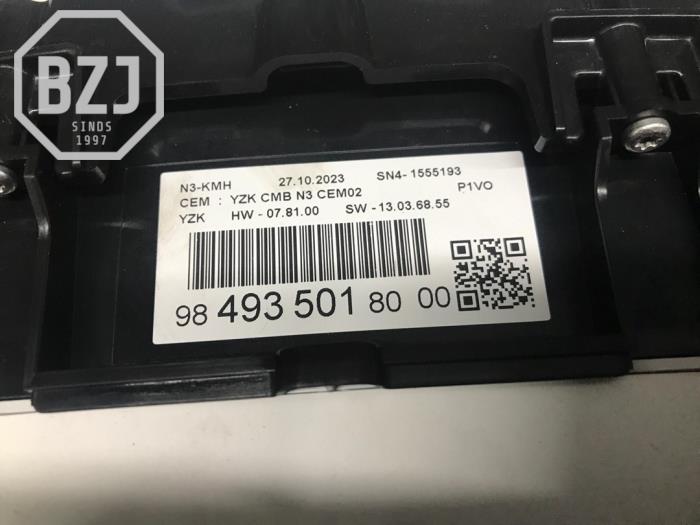 BZJ
SINDS
1997
N3-KMH 27.10.2023 SN4- 1555193
CEM : YZK CMB N3 CEM02 P1VO
YZK HW - 07.81.00 SW -13.03.68.55
98 493 501 80 00